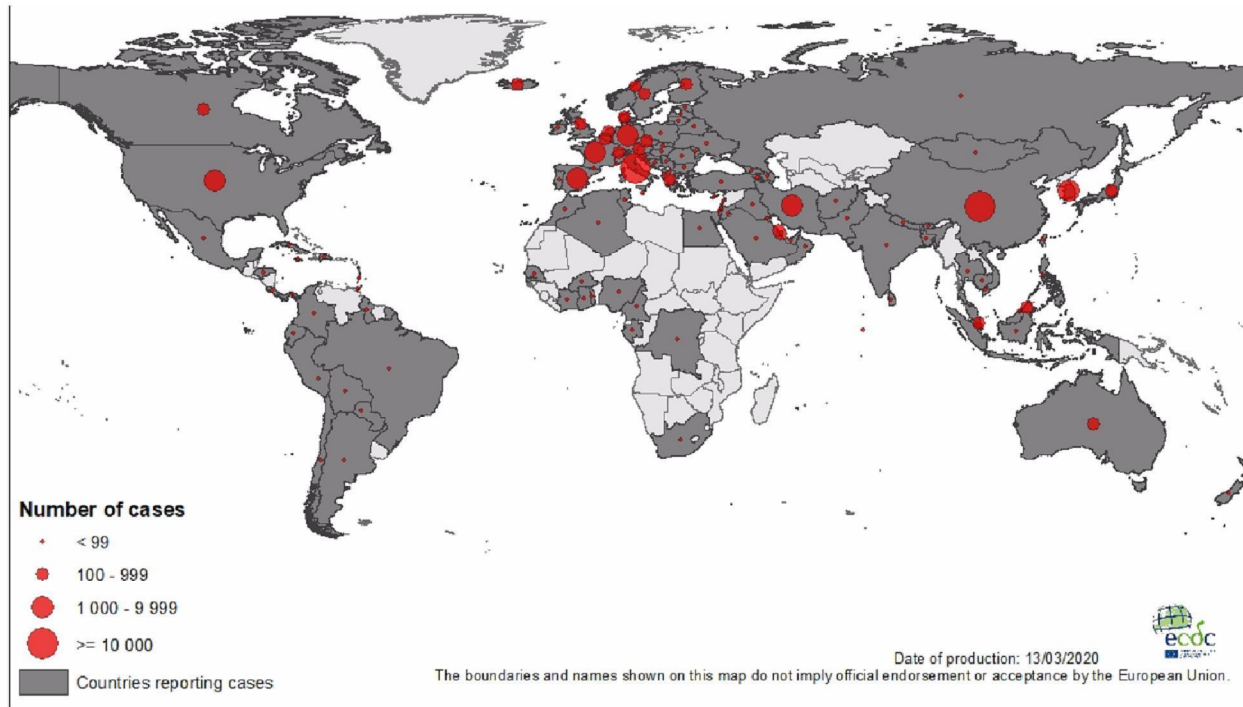 Number of cases
< 99
100 - 999
1 000 - 9 999
>= 10 000
Countries reporting cases
ecdc
Date of production: 13/03/2020
The boundaries and names shown on this map do not imply official endorsement or acceptance by the European Union.